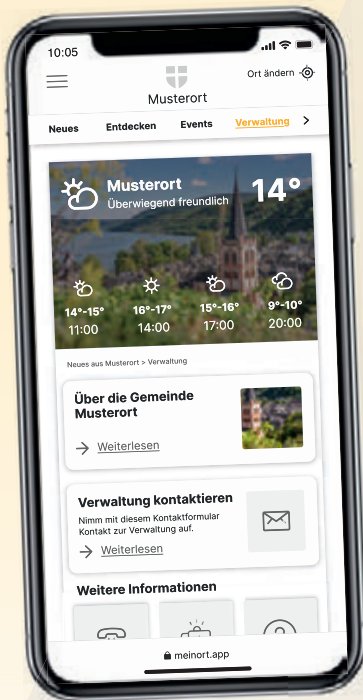 10:05
Ort ändern
Musterort
Neues Entdecken Events Verwaltung
Musterort
Überwiegend freundlich
14°
14°-15° 16°-17° 15°-16° 9°-10°
11:00 14:00 17:00 20:00
Neues aus Musterort > Verwaltung
Über die Gemeinde
Musterort
Weiterlesen
Verwaltung kontaktieren
Nimm mit diesem Kontaktformular
Kontakt zur Verwaltung auf.
Weiterlesen
Weitere Informationen
meinort.app